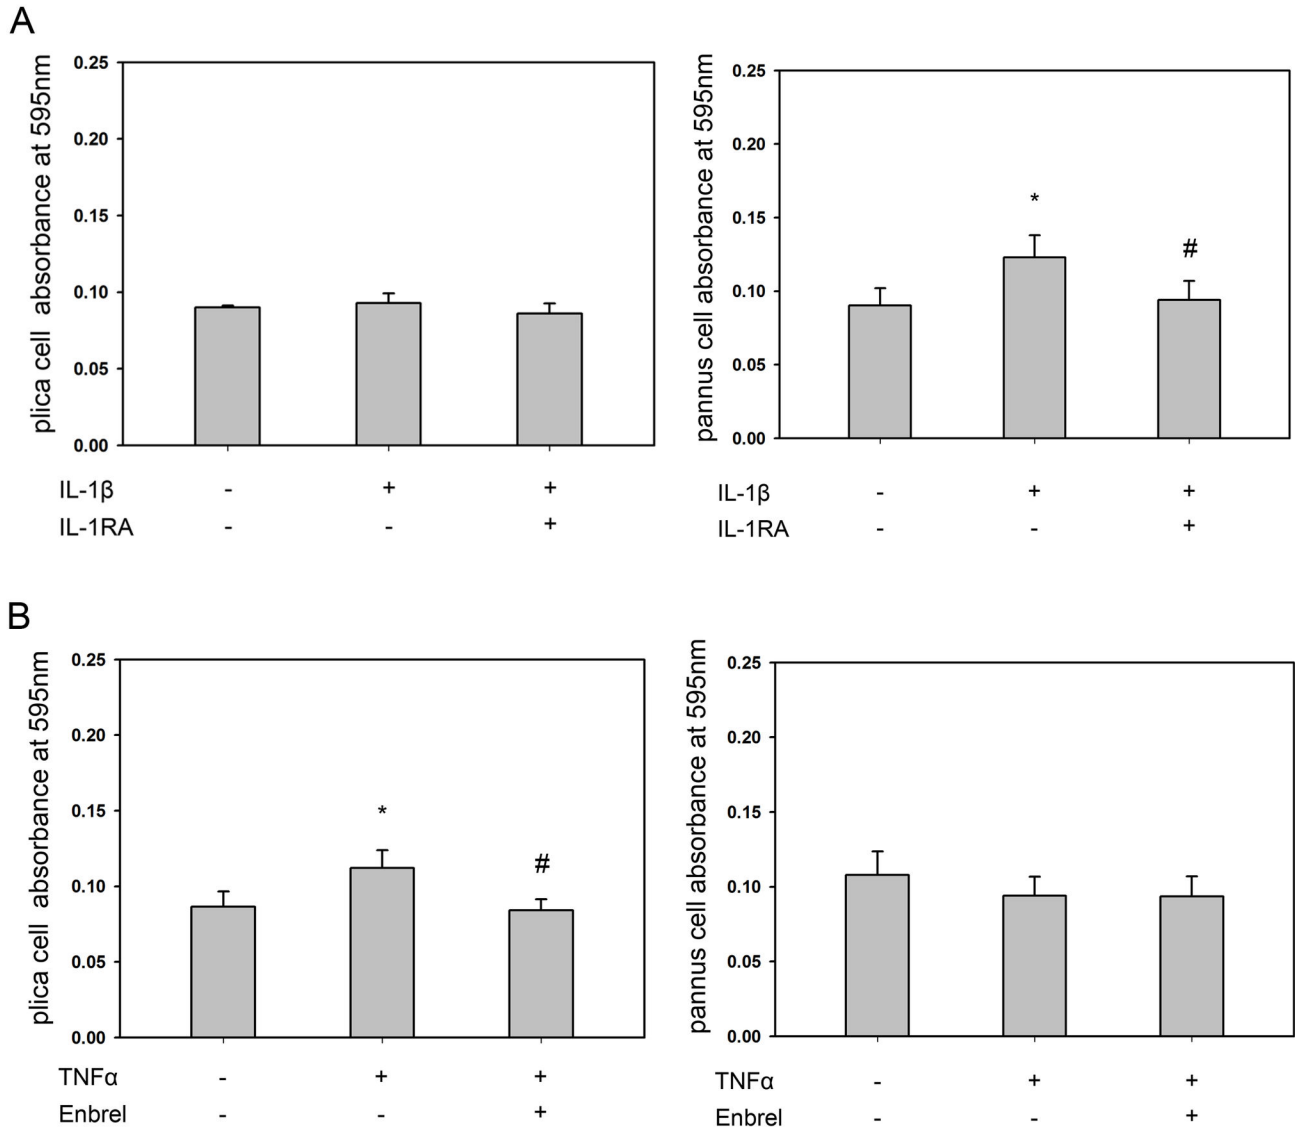 A
plica cell absorbance at 595nm
0.25
0.20
0.15
0.10
0.05
0.00
IL-1β - + +
IL-1RA - - +
pannus cell absorbance at 595nm
0.25
0.20
0.15
0.10
0.05
0.00
*
#
IL-1β - + +
IL-1RA - - +
B
plica cell absorbance at 595nm
0.25
0.20
0.15
0.10
0.05
0.00
*
#
TNFα - + +
Enbrel - - +
pannus cell absorbance at 595nm
0.25
0.20
0.15
0.10
0.05
0.00
TNFα - + +
Enbrel - - +